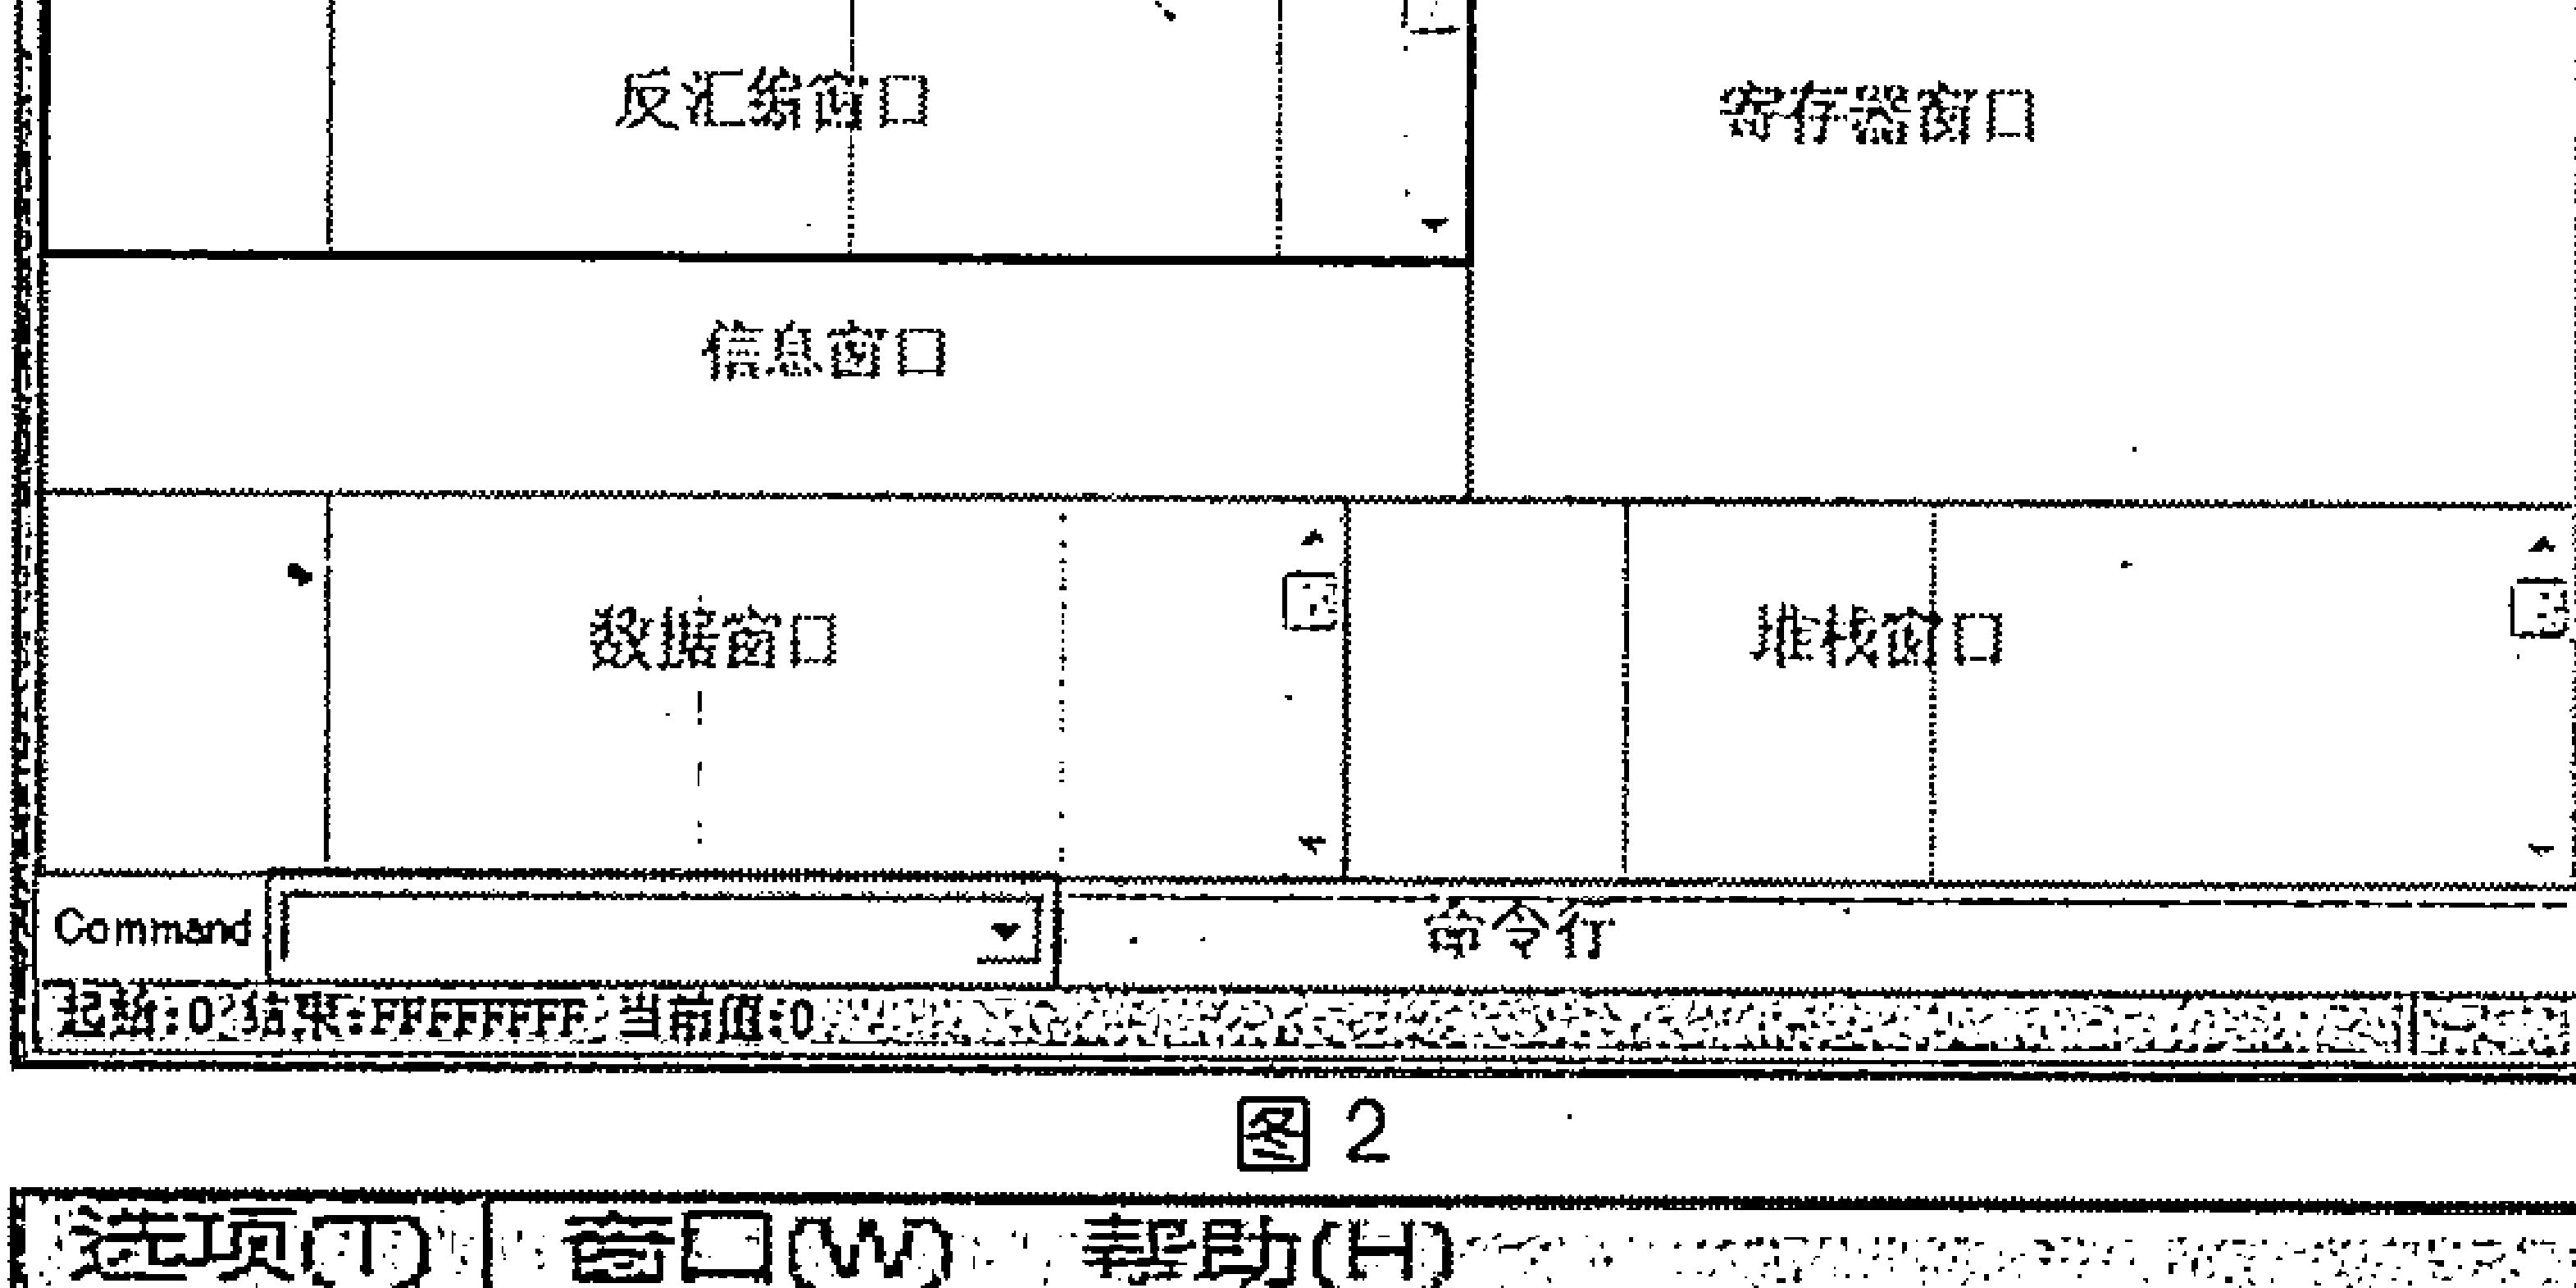 反汇编窗口
寄存器窗口
信息窗口
数据窗口
堆栈窗口
Command
命令行
起始:0 结束:FFFFFFFF 当前值:0
图 2
选项(T) 窗口(W) 帮助(H)